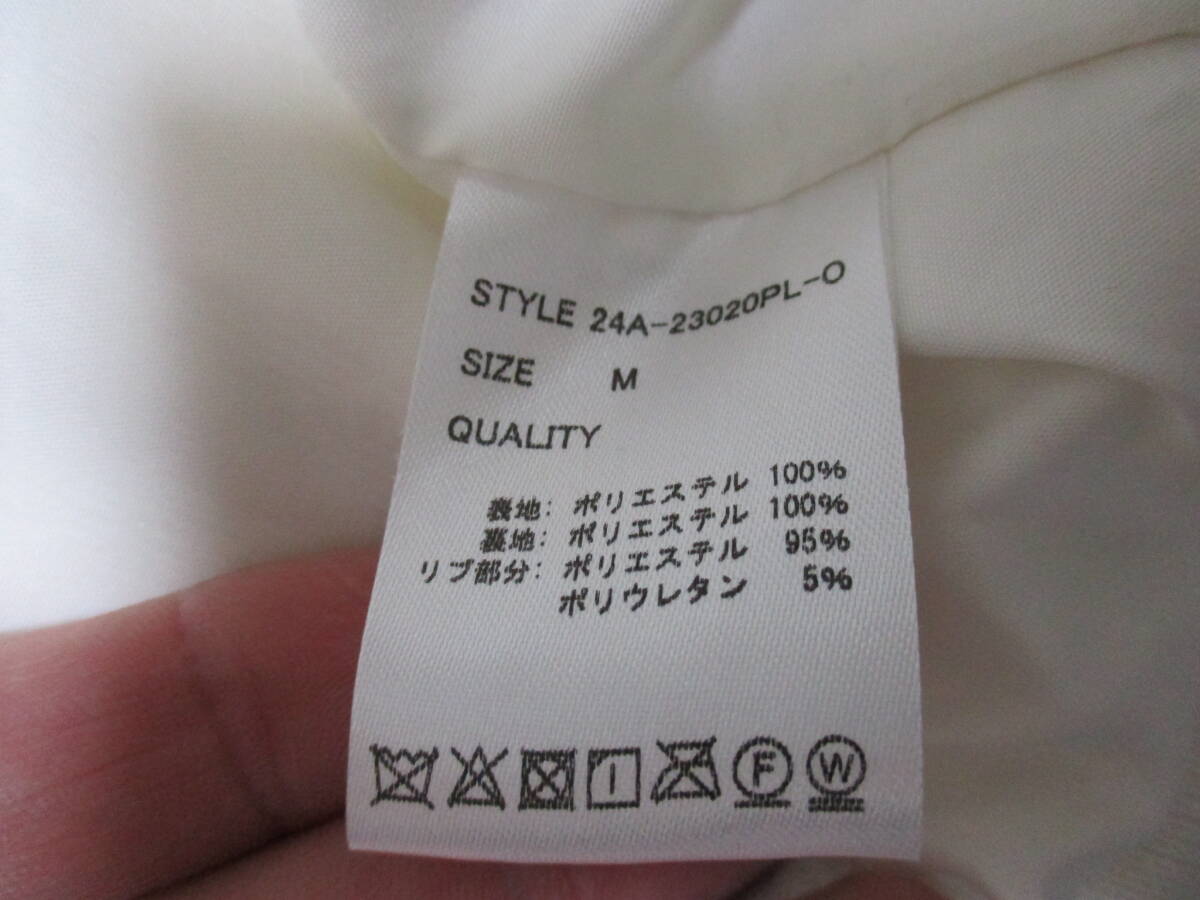 STYLE 24A-23020PL-O
SIZE M
QUALITY
表地: ポリエステル 100%
裏地: ポリエステル 100%
リブ部分: ポリエステル 95%
ポリウレタン 5%
F W